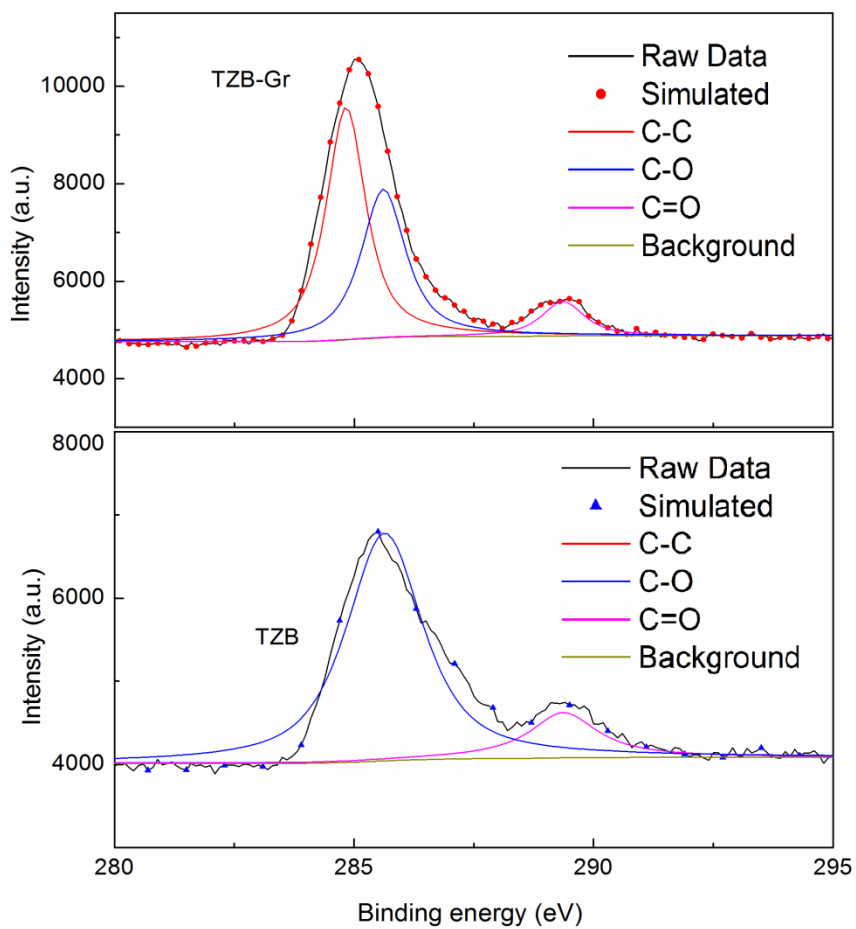 TZB-Gr
Raw Data
Simulated
C-C
C-O
C=O
Background
10000
8000
6000
4000
Intensity (a.u.)
TZB
Raw Data
Simulated
C-C
C-O
C=O
Background
8000
6000
4000
Intensity (a.u.)
280 285 290 295
Binding energy (eV)